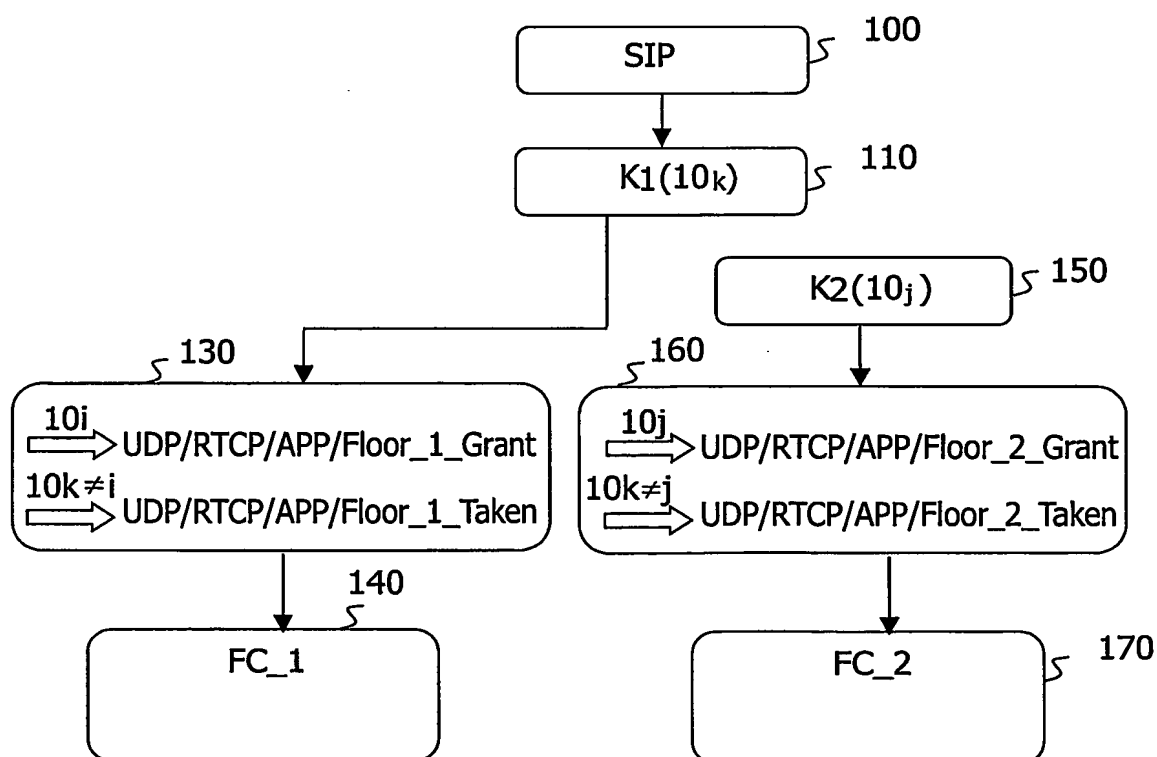 100
SIP
110
K1(10k)
150
K2(10j)
130
10i
UDP/RTCP/APP/Floor_1_Grant
10k≠i
UDP/RTCP/APP/Floor_1_Taken
160
10j
UDP/RTCP/APP/Floor_2_Grant
10k≠j
UDP/RTCP/APP/Floor_2_Taken
140
FC_1
FC_2
170